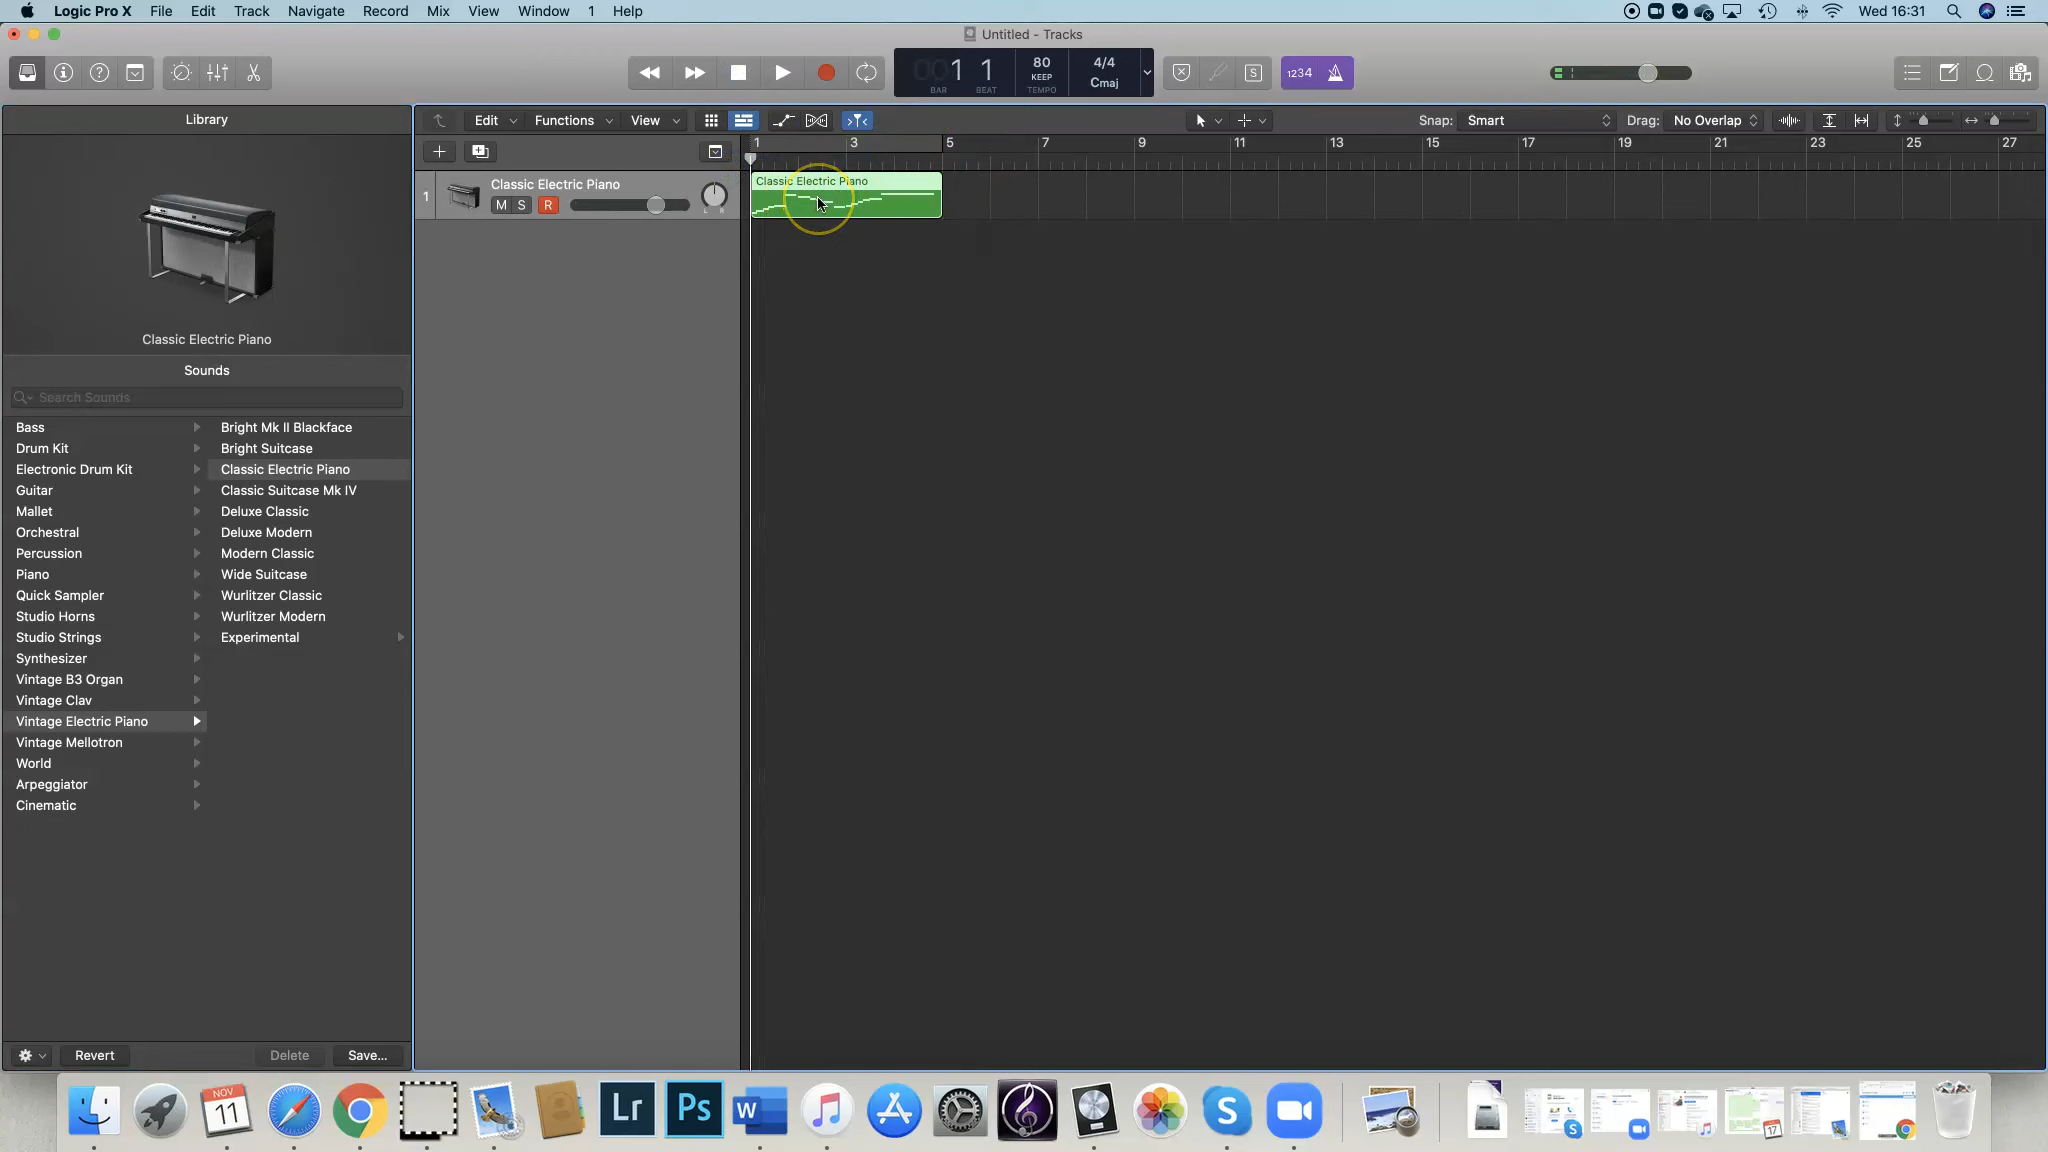 Logic Pro X File Edit Track Navigate Record Mix View Window 1 Help Wed 16:31
Untitled - Tracks
001 1 80 4/4
KEEP Cmaj
BAR BEAT TEMPO
S 1234
Library
Edit Functions View Snap: Smart Drag: No Overlap
1 3 5 7 9 11 13 15 17 19 21 23 25 27
1 Classic Electric Piano
M S R
L R
Classic Electric Piano
Classic Electric Piano
Sounds
Search Sounds
Bass Bright Mk II Blackface
Drum Kit Bright Suitcase
Electronic Drum Kit Classic Electric Piano
Guitar Classic Suitcase Mk IV
Mallet Deluxe Classic
Orchestral Deluxe Modern
Percussion Modern Classic
Piano Wide Suitcase
Quick Sampler Wurlitzer Classic
Studio Horns Wurlitzer Modern
Studio Strings Experimental
Synthesizer
Vintage B3 Organ
Vintage Clav
Vintage Electric Piano
Vintage Mellotron
World
Arpeggiator
Cinematic
Revert Delete Save...
NOV
11
Lr Ps W S
S 17